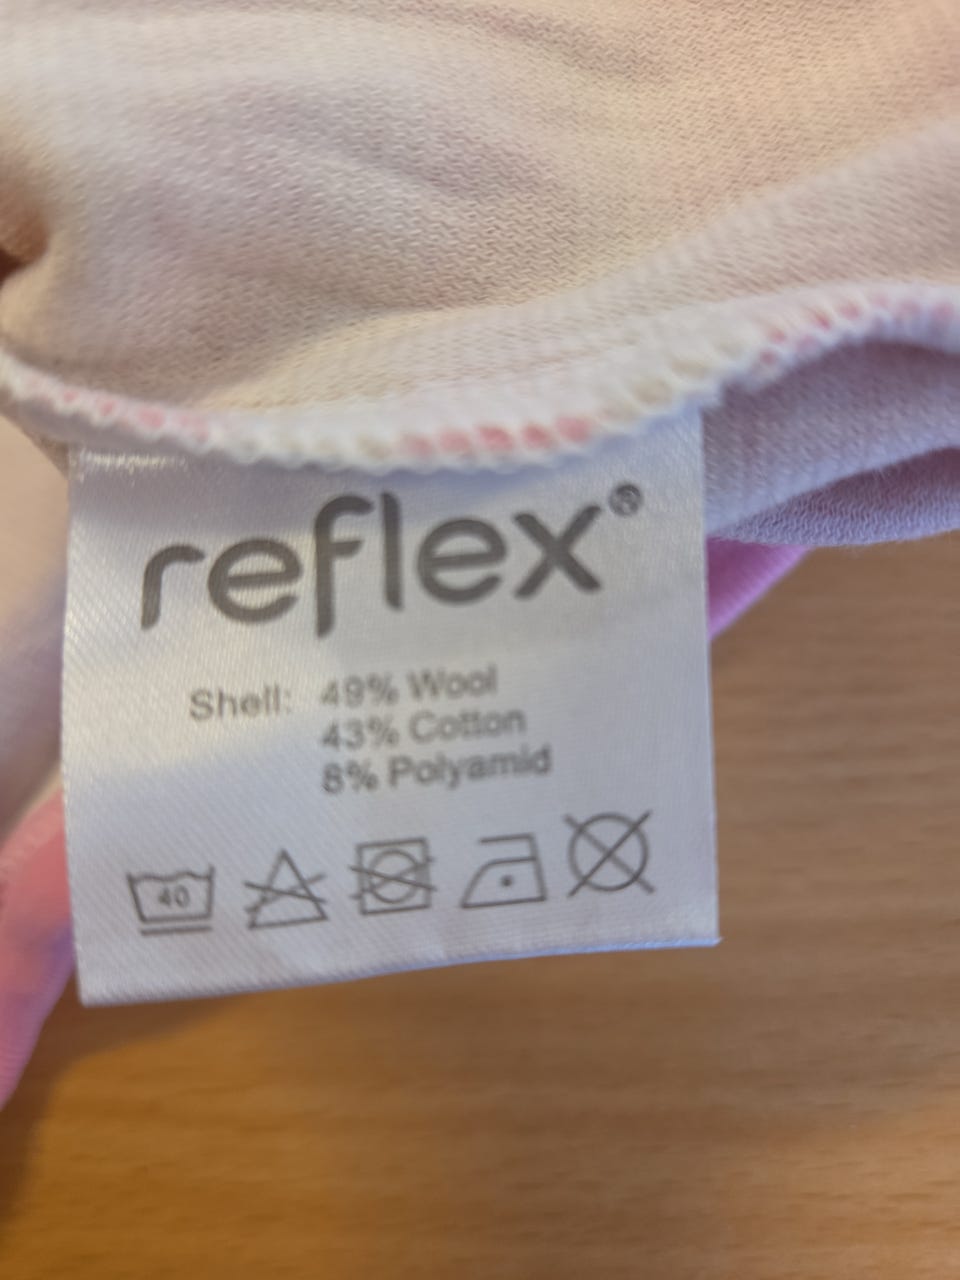 reflex®
Shell: 49% Wool
43% Cotton
8% Polyamid
40